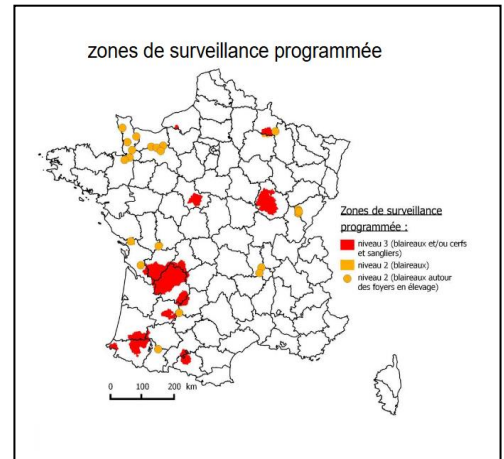 zones de surveillance programmée
Zones de surveillance
programmée :
niveau 3 (blaireaux et/ou cerfs
et sangliers)
niveau 2 (blaireaux)
niveau 2 (blaireaux autour
des foyers en élevage)
0 100 200 km